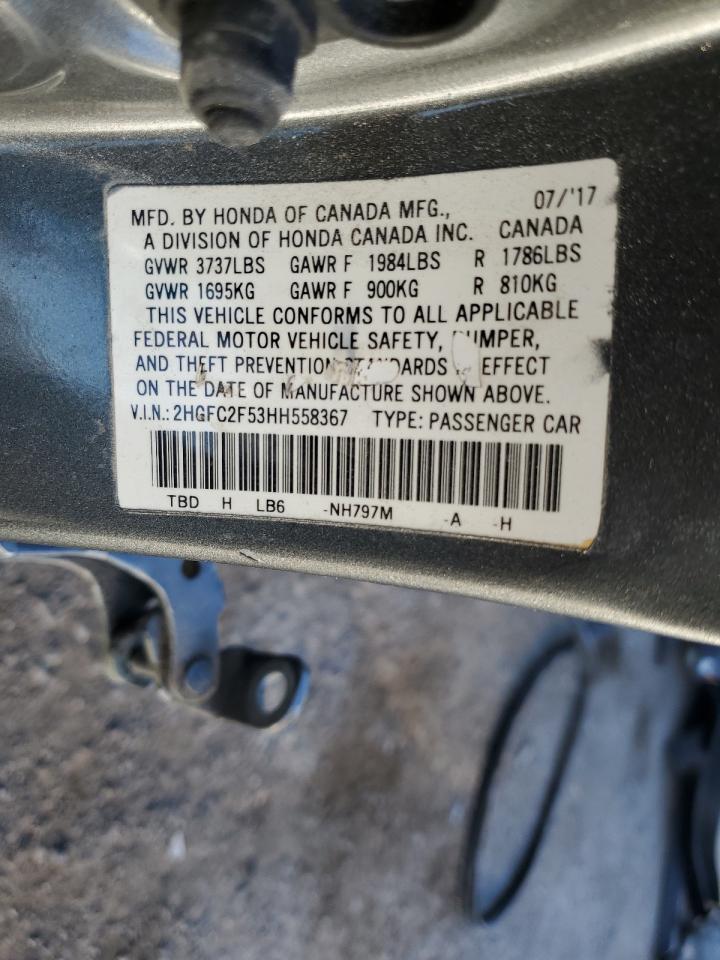 07/'17
MFD. BY HONDA OF CANADA MFG.,
A DIVISION OF HONDA CANADA INC. CANADA
GVWR 3737LBS GAWR F 1984LBS R 1786LBS
GVWR 1695KG GAWR F 900KG R 810KG
THIS VEHICLE CONFORMS TO ALL APPLICABLE
FEDERAL MOTOR VEHICLE SAFETY,
AND THEFT PREVENTION EFFECT
ON THE DATE OF MANUFACTURE SHOWN ABOVE.
V.I.N.: 2HGFC2F53HH558367 TYPE: PASSENGER CAR
TBD H LB6 -NH797M -A -H